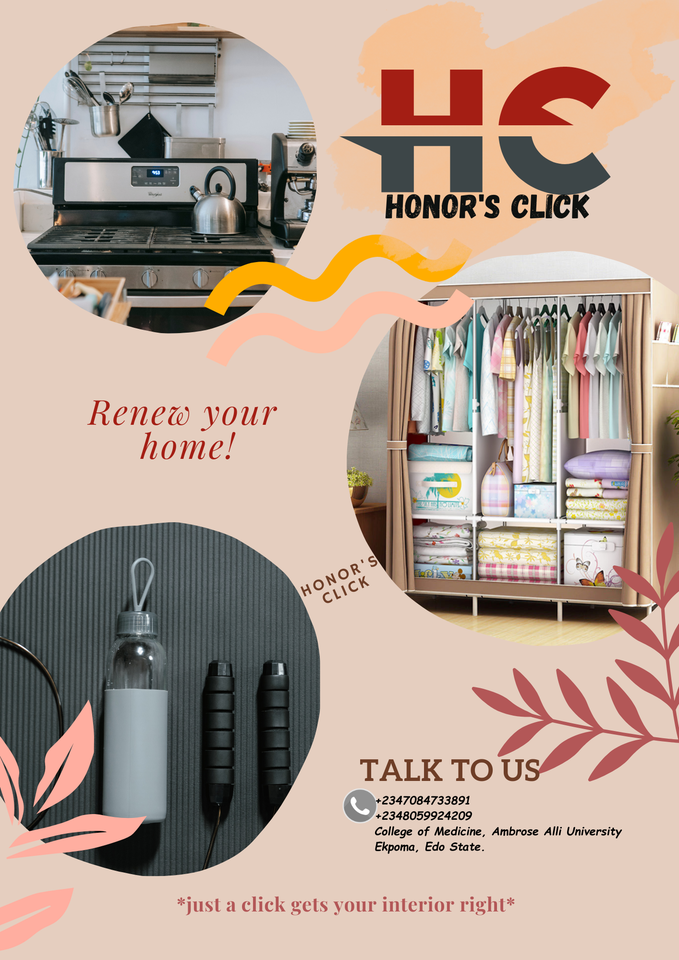 HC
HONOR'S CLICK
Renew your
home!
HONOR'S
CLICK
TALK TO US
+2347084733891
+2348059924209
College of Medicine, Ambrose Alli University
Ekpoma, Edo State.
*just a click gets your interior right*